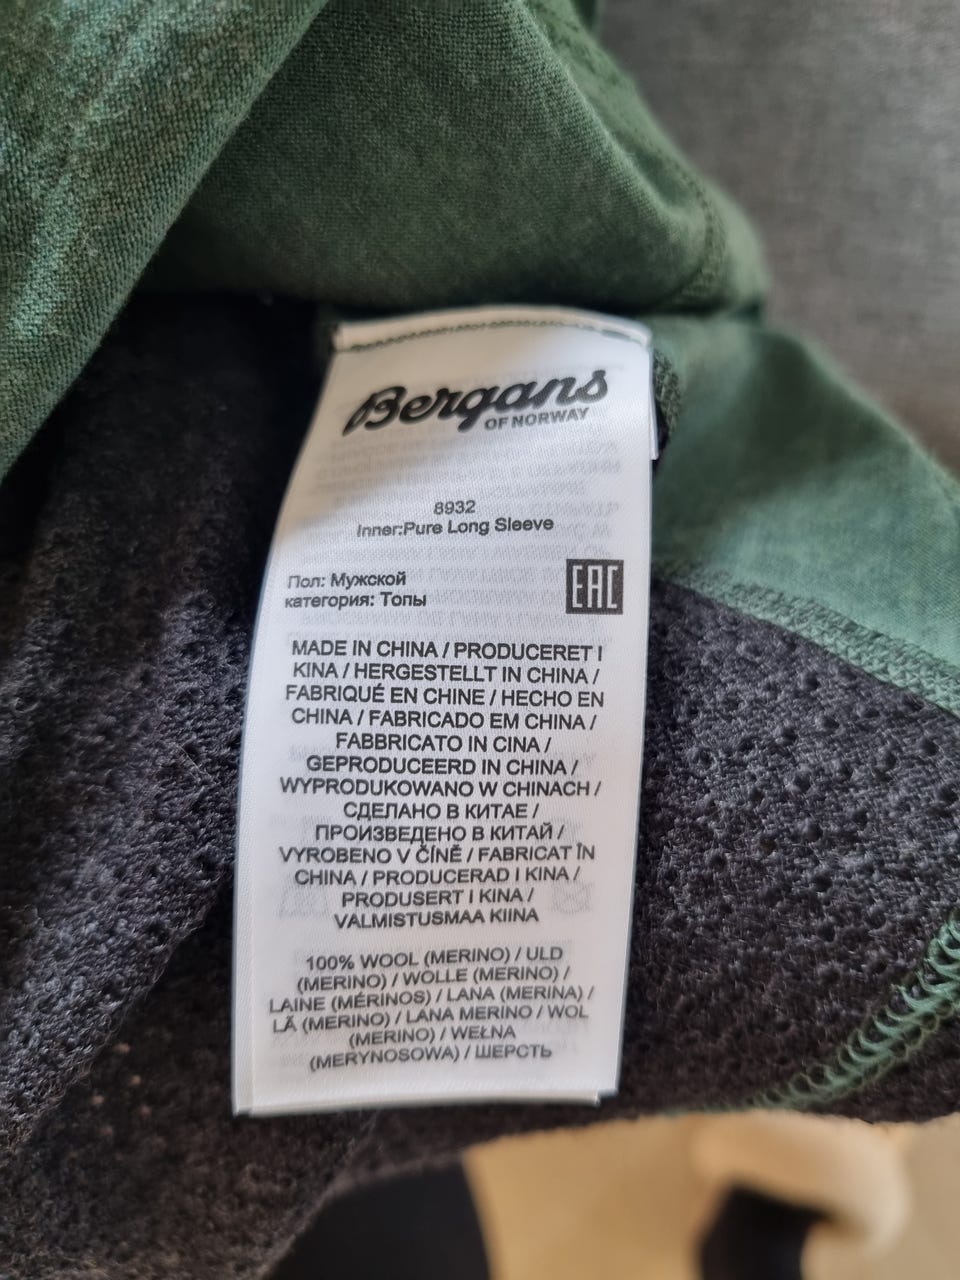 Bergans
OF NORWAY
8932
Inner:Pure Long Sleeve
Пол: Мужской
категория: Топы
EAC
MADE IN CHINA / PRODUCERET I
KINA / HERGESTELLT IN CHINA /
FABRIQUÉ EN CHINE / HECHO EN
CHINA / FABRICADO EM CHINA /
FABBRICATO IN CINA /
GEPRODUCEERD IN CHINA /
WYPRODUKOWANO W CHINACH /
СДЕЛАНО В КИТАЕ /
ПРОИЗВЕДЕНО В КИТАЙ /
VYROBENO V ČÍNĚ / FABRICAT ÎN
CHINA / PRODUCERAD I KINA /
PRODUSERT I KINA /
VALMISTUSMAA KIINA
100% WOOL (MERINO) / ULD
(MERINO) / WOLLE (MERINO) /
LAINE (MÉRINOS) / LANA (MERINA) /
LÃ (MERINO) / LANA MERINO / WOL
(MERINO) / WEŁNA
(MERYNOSOWA) / ШЕРСТЬ